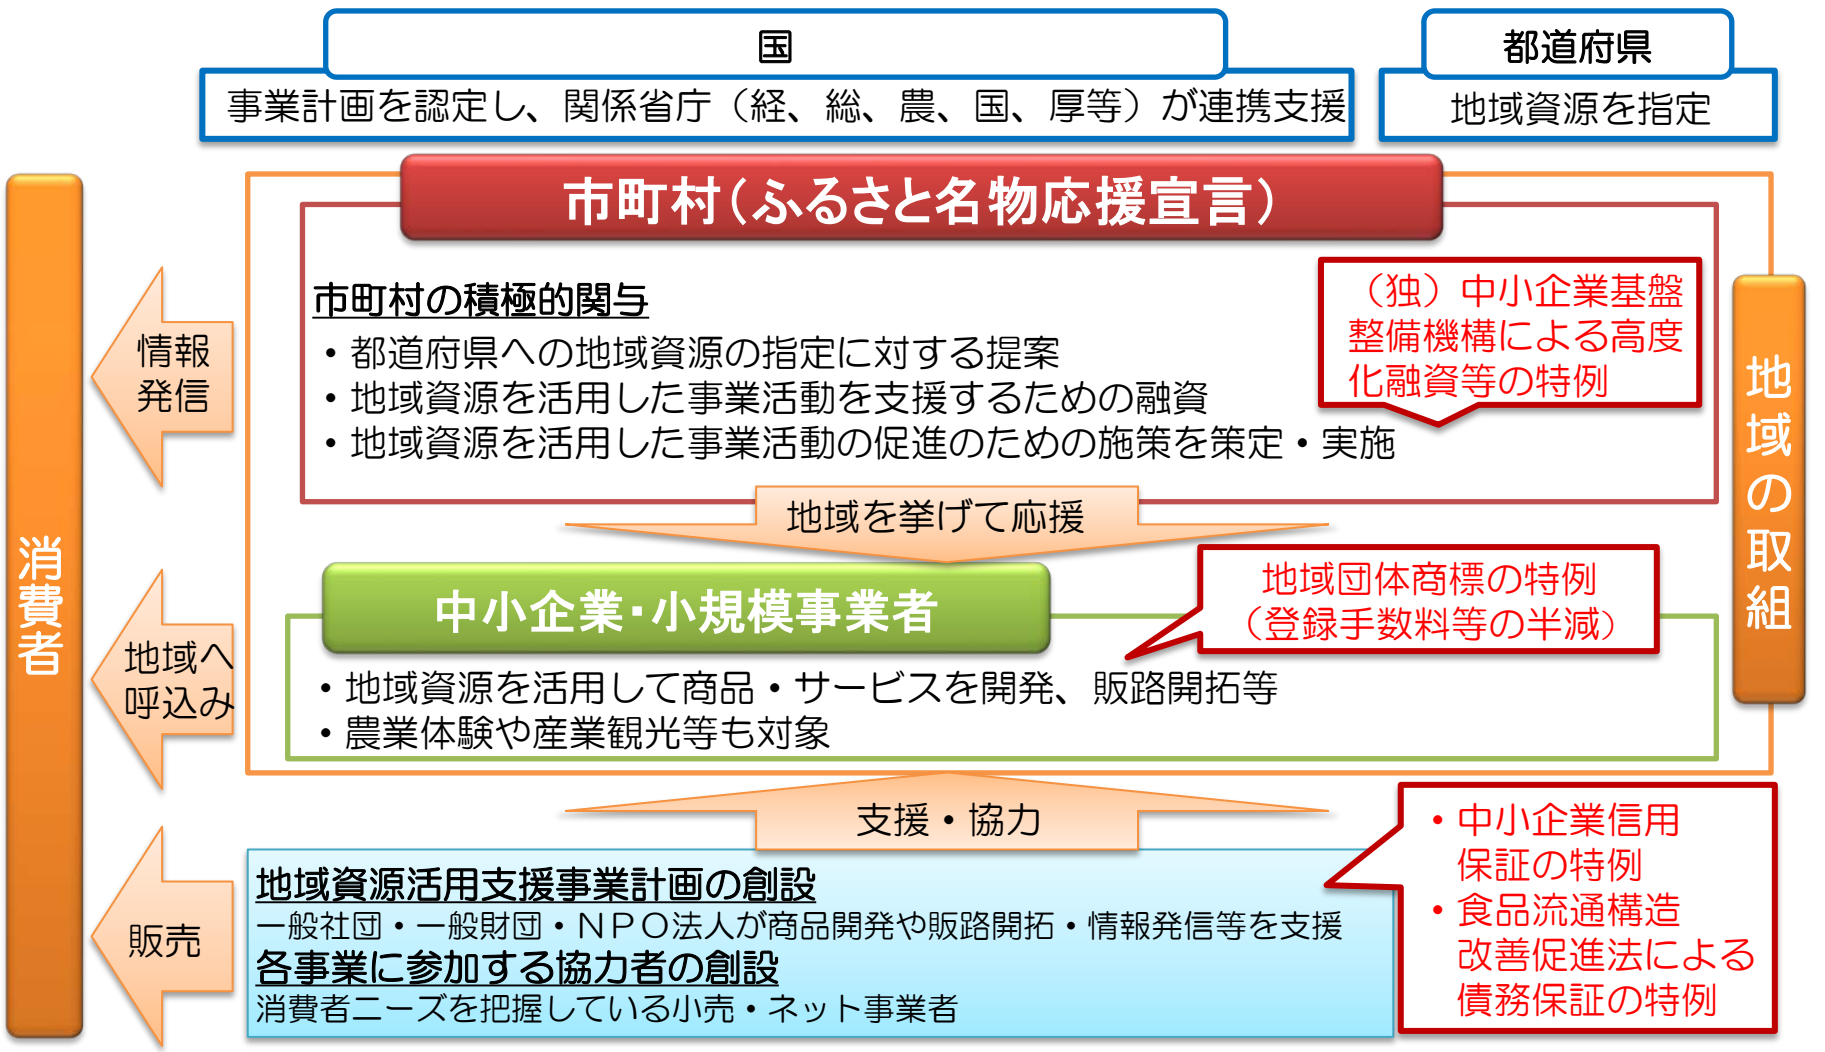 国
事業計画を認定し、関係省庁（経、総、農、国、厚等）が連携支援
都道府県
地域資源を指定
市町村（ふるさと名物応援宣言）
市町村の積極的関与
・都道府県への地域資源の指定に対する提案
・地域資源を活用した事業活動を支援するための融資
・地域資源を活用した事業活動の促進のための施策を策定・実施
（独）中小企業基盤
整備機構による高度
化融資等の特例
地域を挙げて応援
中小企業・小規模事業者
・地域資源を活用して商品・サービスを開発、販路開拓等
・農業体験や産業観光等も対象
地域団体商標の特例
（登録手数料等の半減）
地域の取組
消費者
情報
発信
地域へ
呼込み
販売
支援・協力
地域資源活用支援事業計画の創設
一般社団・一般財団・ＮＰＯ法人が商品開発や販路開拓・情報発信等を支援
各事業に参加する協力者の創設
消費者ニーズを把握している小売・ネット事業者
・中小企業信用
保証の特例
・食品流通構造
改善促進法による
債務保証の特例